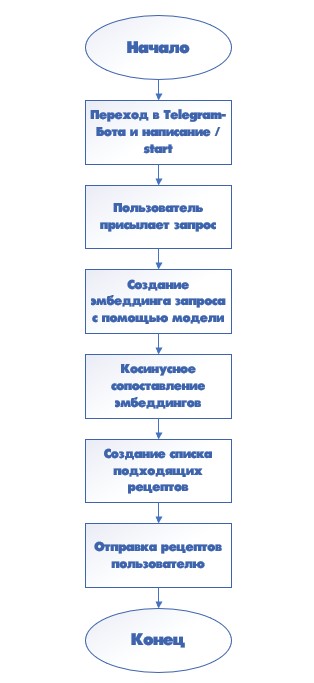 Начало
Переход в Telegram-
Бота и написание /
start
Пользователь
присылает запрос
Создание
эмбеддинга запроса
с помощью модели
Косинусное
сопоставление
эмбеддингов
Создание списка
подходящих
рецептов
Отправка рецептов
пользователю
Конец